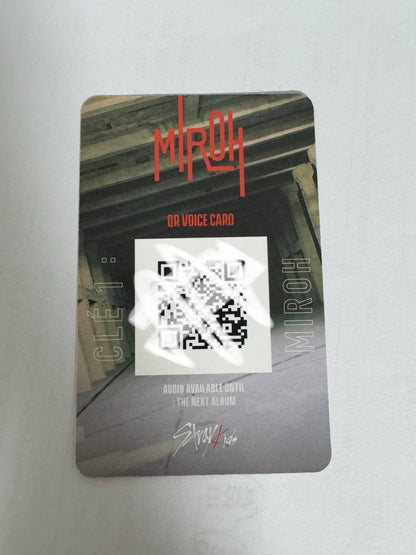 MIROH
QR VOICE CARD
CLÉ 1 :
MIROH
AUDIO AVAILABLE UNTIL
: THE NEXT ALBUM
Stray Kids